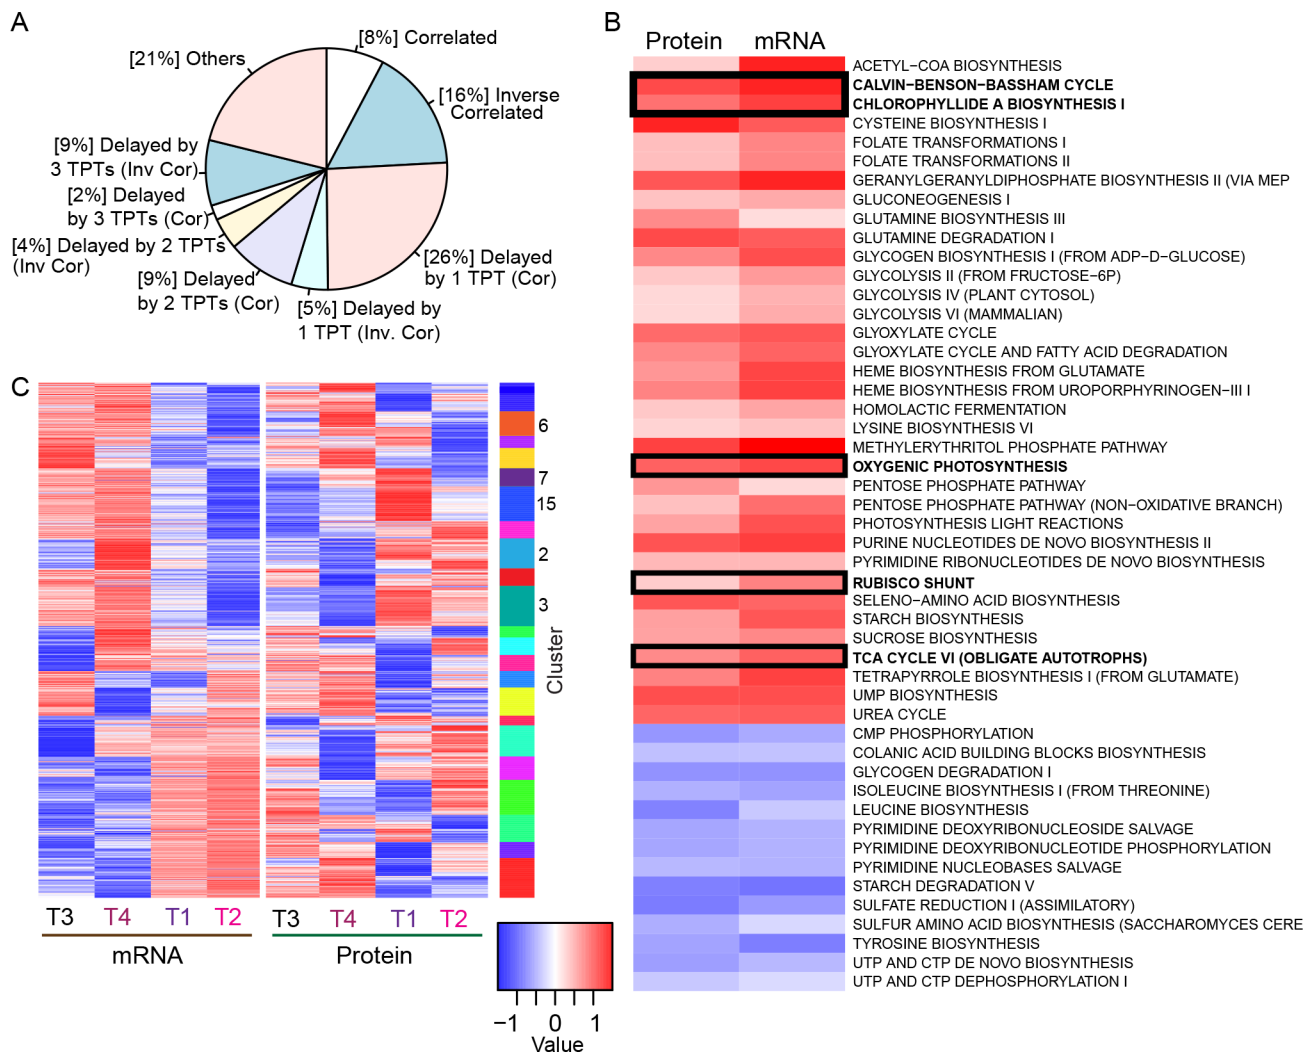 A
[8%] Correlated
[21%] Others
[16%] Inverse
Correlated
[9%] Delayed by
3 TPTs (Inv Cor)
[2%] Delayed
by 3 TPTs (Cor)
[4%] Delayed by 2 TPTs
(Inv Cor)
[9%] Delayed
by 2 TPTs (Cor)
[5%] Delayed by
1 TPT (Inv. Cor)
[26%] Delayed
by 1 TPT (Cor)
B
Protein mRNA
ACETYL−COA BIOSYNTHESIS
CALVIN−BENSON−BASSHAM CYCLE
CHLOROPHYLLIDE A BIOSYNTHESIS I
CYSTEINE BIOSYNTHESIS I
FOLATE TRANSFORMATIONS I
FOLATE TRANSFORMATIONS II
GERANYLGERANYLDIPHOSPHATE BIOSYNTHESIS II (VIA MEP
GLUCONEOGENESIS I
GLUTAMINE BIOSYNTHESIS III
GLUTAMINE DEGRADATION I
GLYCOGEN BIOSYNTHESIS I (FROM ADP−D−GLUCOSE)
GLYCOLYSIS II (FROM FRUCTOSE−6P)
GLYCOLYSIS IV (PLANT CYTOSOL)
GLYCOLYSIS VI (MAMMALIAN)
GLYOXYLATE CYCLE
GLYOXYLATE CYCLE AND FATTY ACID DEGRADATION
HEME BIOSYNTHESIS FROM GLUTAMATE
HEME BIOSYNTHESIS FROM UROPORPHYRINOGEN−III I
HOMOLACTIC FERMENTATION
LYSINE BIOSYNTHESIS VI
METHYLERYTHRITOL PHOSPHATE PATHWAY
OXYGENIC PHOTOSYNTHESIS
PENTOSE PHOSPHATE PATHWAY
PENTOSE PHOSPHATE PATHWAY (NON−OXIDATIVE BRANCH)
PHOTOSYNTHESIS LIGHT REACTIONS
PURINE NUCLEOTIDES DE NOVO BIOSYNTHESIS II
PYRIMIDINE RIBONUCLEOTIDES DE NOVO BIOSYNTHESIS
RUBISCO SHUNT
SELENO−AMINO ACID BIOSYNTHESIS
STARCH BIOSYNTHESIS
SUCROSE BIOSYNTHESIS
TCA CYCLE VI (OBLIGATE AUTOTROPHS)
TETRAPYRROLE BIOSYNTHESIS I (FROM GLUTAMATE)
UMP BIOSYNTHESIS
UREA CYCLE
CMP PHOSPHORYLATION
COLANIC ACID BUILDING BLOCKS BIOSYNTHESIS
GLYCOGEN DEGRADATION I
ISOLEUCINE BIOSYNTHESIS I (FROM THREONINE)
LEUCINE BIOSYNTHESIS
PYRIMIDINE DEOXYRIBONUCLEOSIDE SALVAGE
PYRIMIDINE DEOXYRIBONUCLEOTIDE PHOSPHORYLATION
PYRIMIDINE NUCLEOBASES SALVAGE
STARCH DEGRADATION V
SULFATE REDUCTION I (ASSIMILATORY)
SULFUR AMINO ACID BIOSYNTHESIS (SACCHAROMYCES CERE
TYROSINE BIOSYNTHESIS
UTP AND CTP DE NOVO BIOSYNTHESIS
UTP AND CTP DEPHOSPHORYLATION I
C
6
7
15
2
3
Cluster
T3 T4 T1 T2 T3 T4 T1 T2
mRNA Protein
−1 0 1
Value